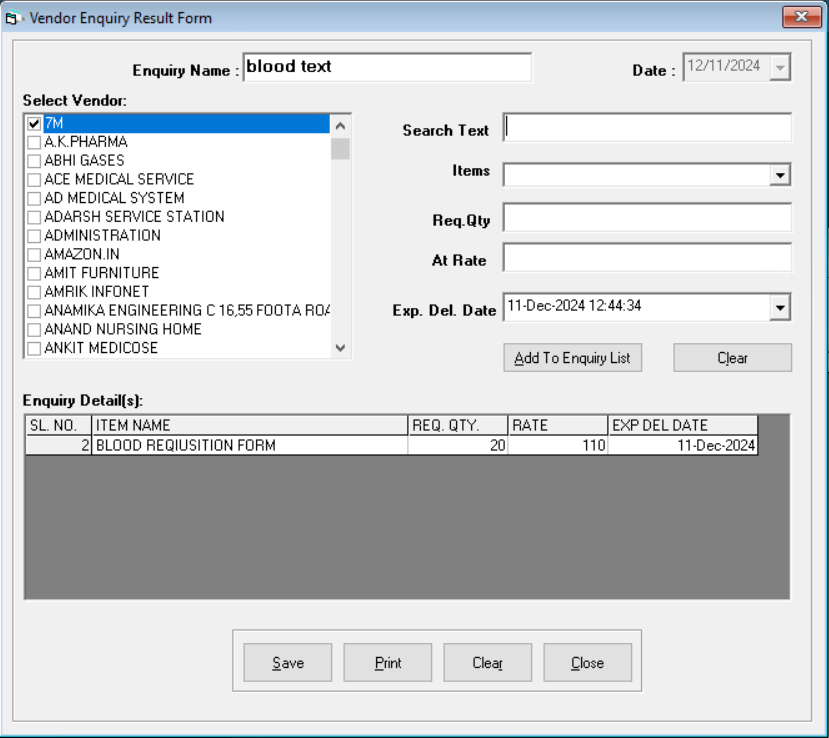 Vendor Enquiry Result Form
Enquiry Name : blood text
Date : 12/11/2024
Select Vendor:
7M
A.K.PHARMA
ABHI GASES
ACE MEDICAL SERVICE
AD MEDICAL SYSTEM
ADARSH SERVICE STATION
ADMINISTRATION
AMAZON.IN
AMIT FURNITURE
AMRIK INFONET
ANAMIKA ENGINEERING C 16,55 FOOTA ROA
ANAND NURSING HOME
ANKIT MEDICOSE
Search Text
Items
Req.Qty
At Rate
Exp. Del. Date 11-Dec-2024 12:44:34
Add To Enquiry List Clear
Enquiry Detail(s):
SL. NO. ITEM NAME REQ. QTY. RATE EXP DEL DATE
2 BLOOD REQIUSITION FORM 20 110 11-Dec-2024
Save Print Clear Close